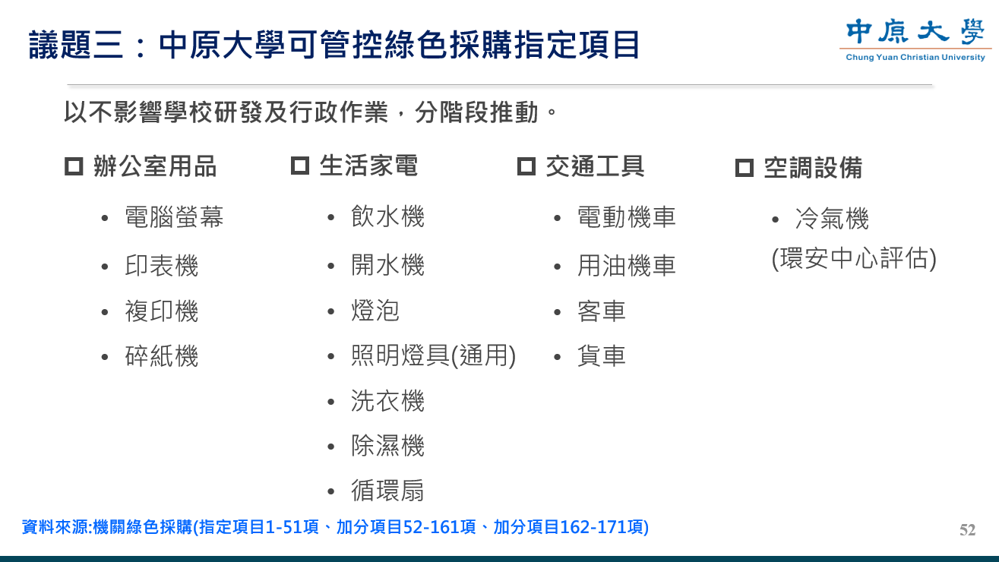 議題三：中原大學可管控綠色採購指定項目
中原大學
Chung Yuan Christian University
以不影響學校研發及行政作業，分階段推動。
辦公室用品
• 電腦螢幕
• 印表機
• 複印機
• 碎紙機
生活家電
• 飲水機
• 開水機
• 燈泡
• 照明燈具(通用)
• 洗衣機
• 除濕機
• 循環扇
交通工具
• 電動機車
• 用油機車
• 客車
• 貨車
空調設備
• 冷氣機
(環安中心評估)
資料來源:機關綠色採購(指定項目1-51項、加分項目52-161項、加分項目162-171項)
52